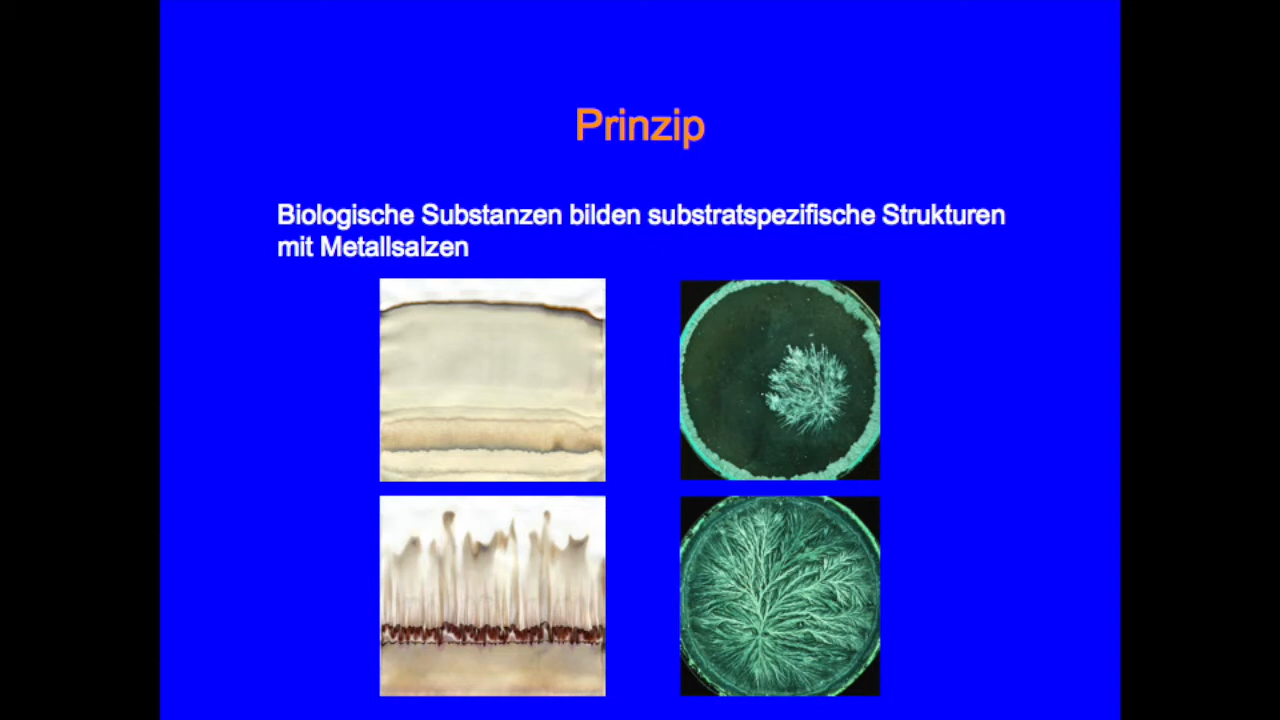 Prinzip
Biologische Substanzen bilden substratspezifische Strukturen
mit Metallsalzen